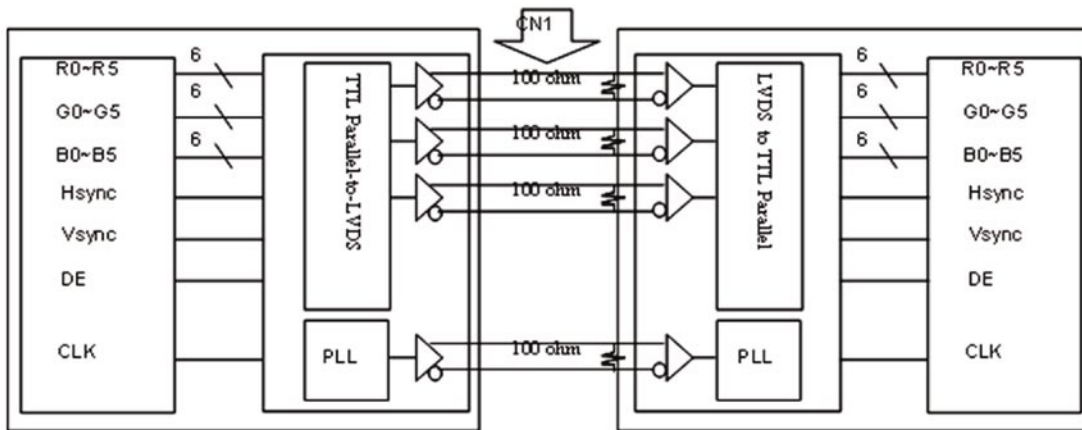 CN1
6
R0~R5
6
G0~G5
6
B0~B5
Hsync
Vsync
DE
CLK
TTL Parallel-to-LVDS
PLL
100 ohm
100 ohm
100 ohm
100 ohm
LVDS to TTL Parallel
PLL
6
R0~R5
6
G0~G5
6
B0~B5
Hsync
Vsync
DE
CLK